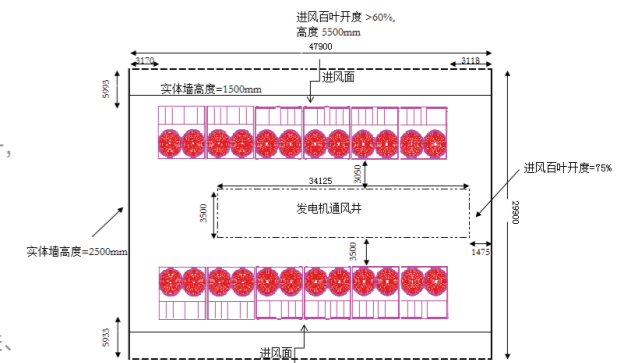 进风百叶开度 >60%,
高度 5500mm
47900
3170
3118
进风面
5993
实体墙高度=1500mm
3050
进风百叶开度=75%
34125
3500
发电机通风井
29900
3500
实体墙高度=2500mm
1475
5933
进风面